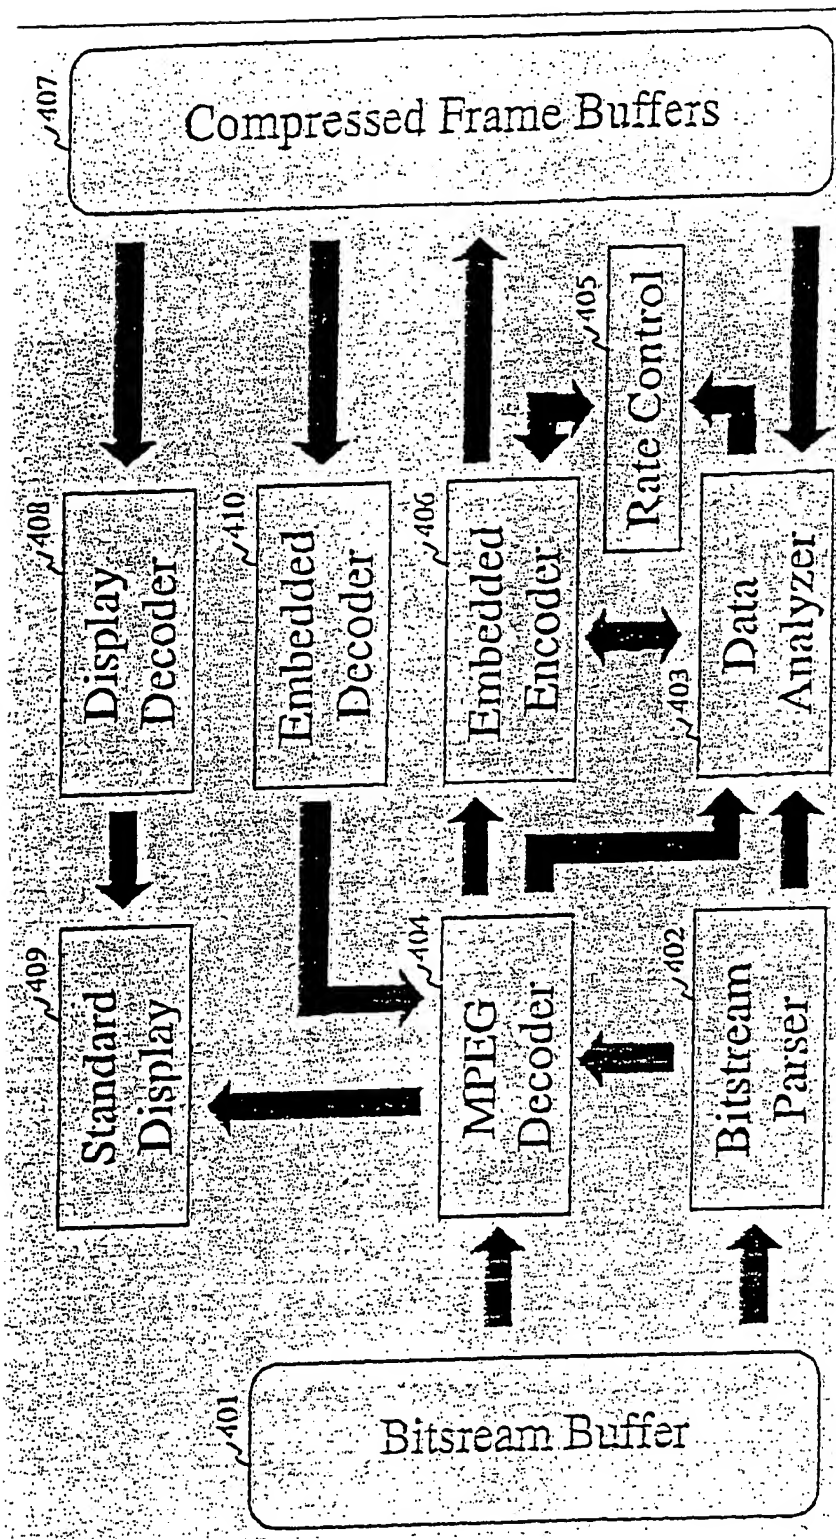 407
Compressed Frame Buffers
408
Display
Decoder
410
Embedded
Decoder
406
Embedded
Encoder
405
Rate Control
403
Data
Analyzer
409
Standard
Display
404
MPEG
Decoder
402
Bitstream
Parser
401
Bitsream Buffer